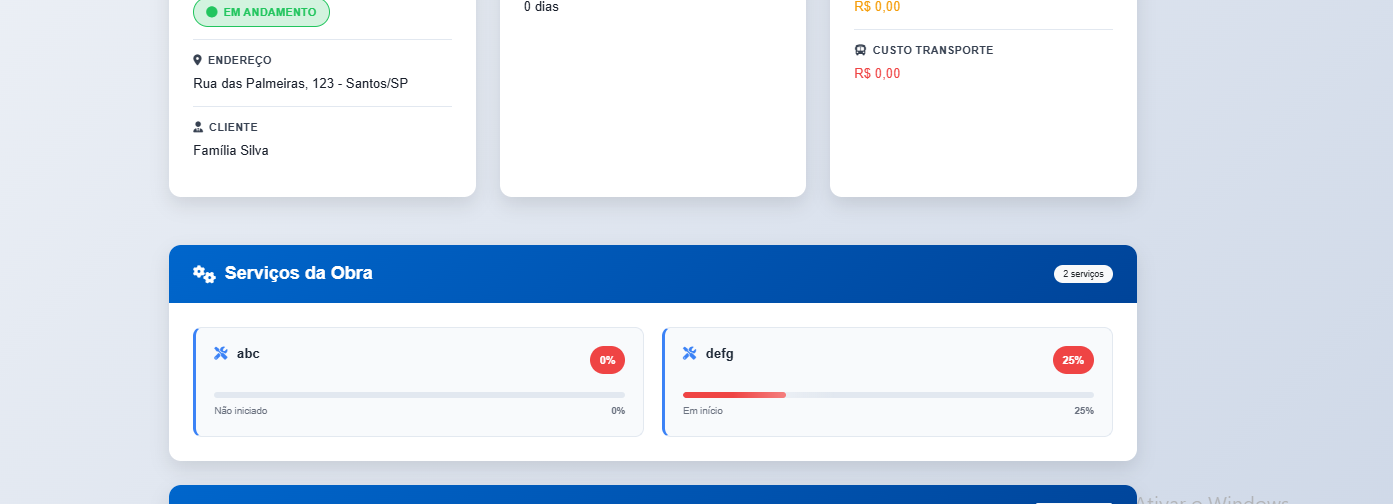 EM ANDAMENTO
ENDEREÇO
Rua das Palmeiras, 123 - Santos/SP
CLIENTE
Família Silva
0 dias
R$ 0,00
CUSTO TRANSPORTE
R$ 0,00
Serviços da Obra
2 serviços
abc
0%
Não iniciado
0%
defg
25%
Em início
25%
Ativar o Windows